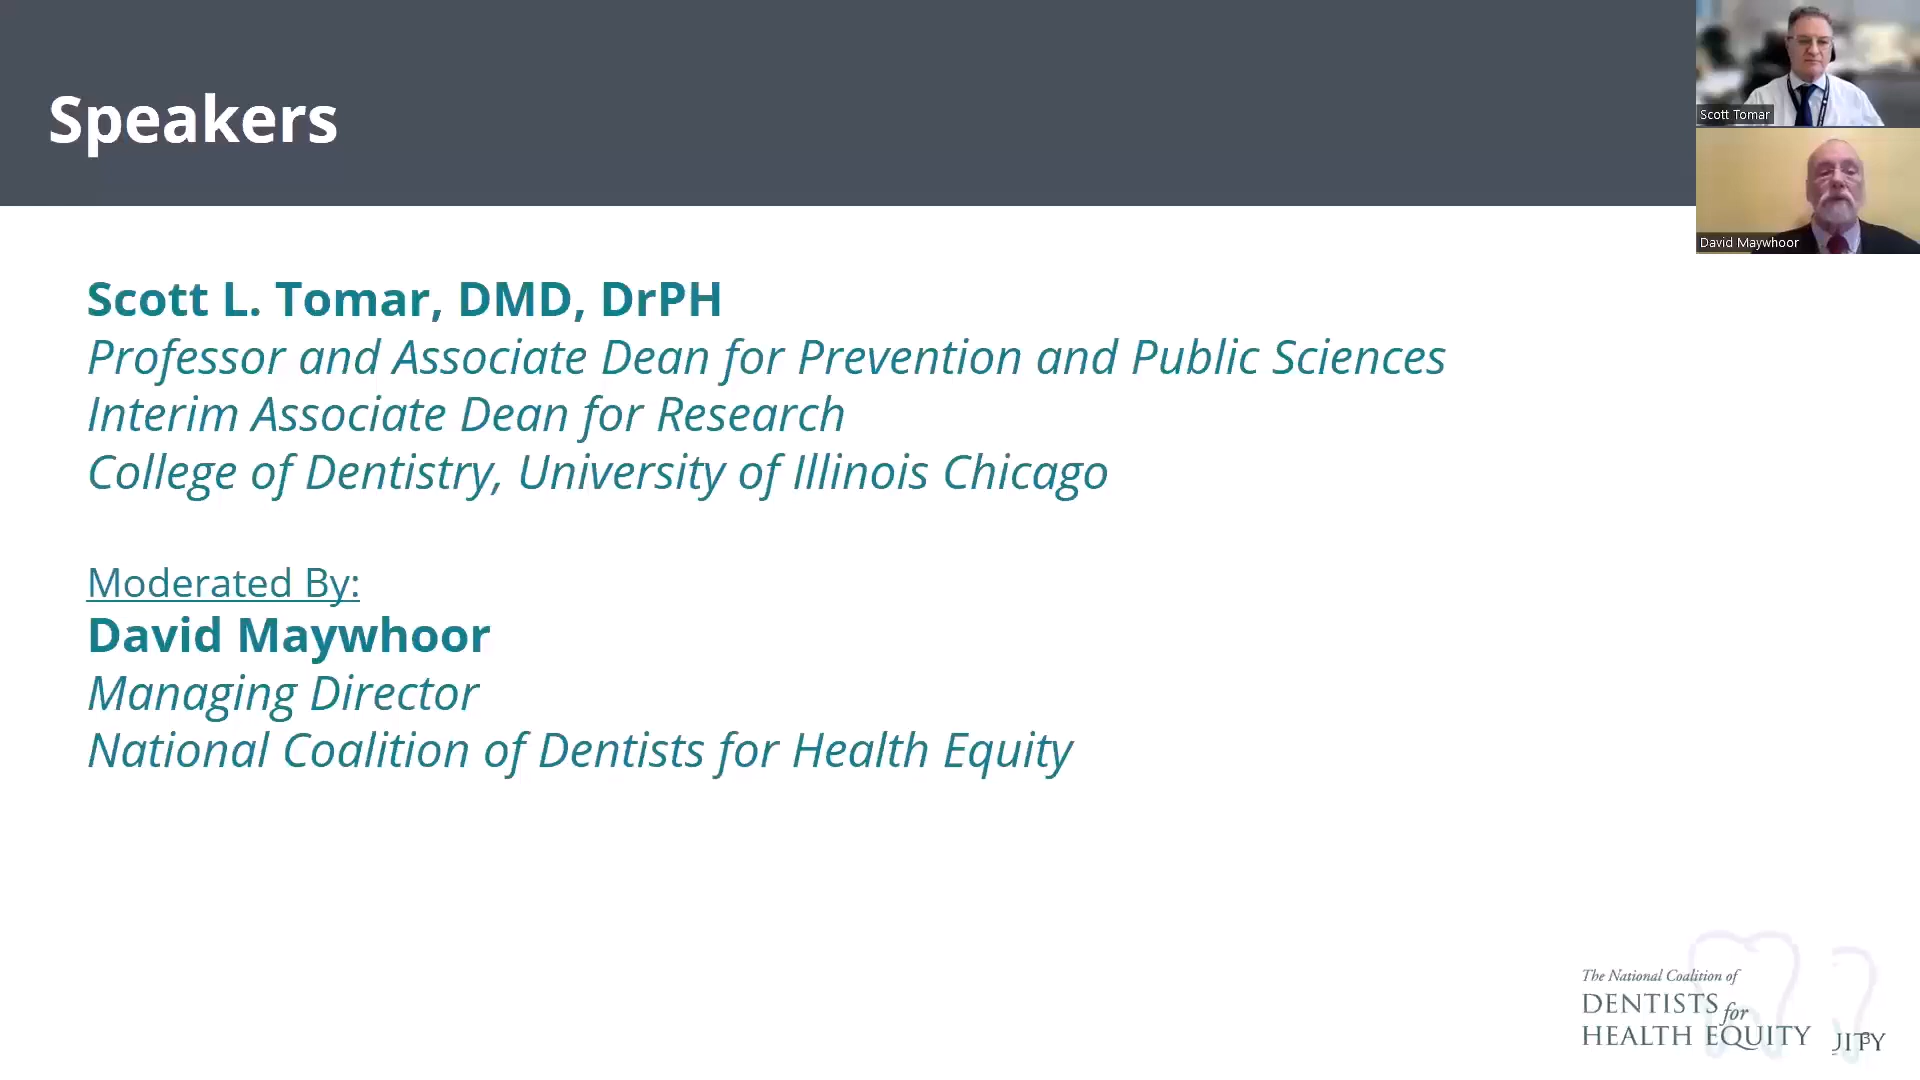 Speakers
Scott Tomar
David Maywhoor
Scott L. Tomar, DMD, DrPH
Professor and Associate Dean for Prevention and Public Sciences
Interim Associate Dean for Research
College of Dentistry, University of Illinois Chicago
Moderated By:
David Maywhoor
Managing Director
National Coalition of Dentists for Health Equity
The National Coalition of
DENTISTS for
HEALTH EQUITY
3